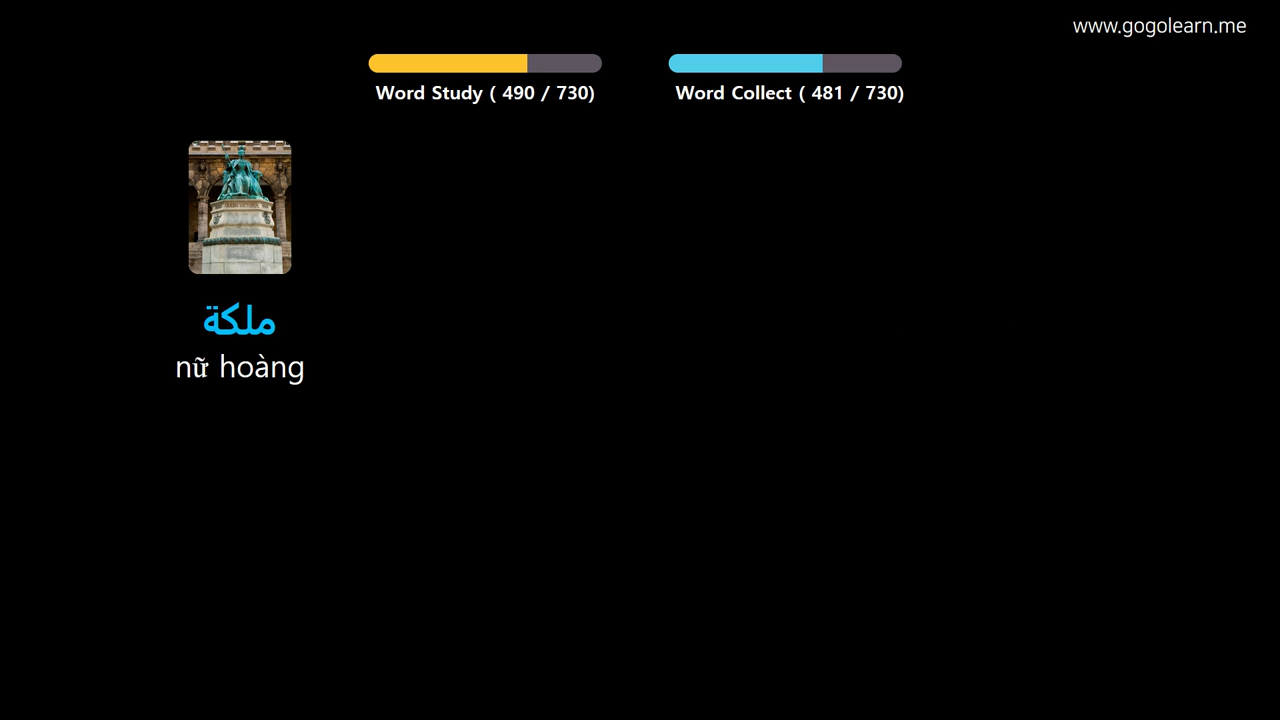 www.gogolearn.me
Word Study ( 490 / 730)
Word Collect ( 481 / 730)
ملكة
nữ hoàng